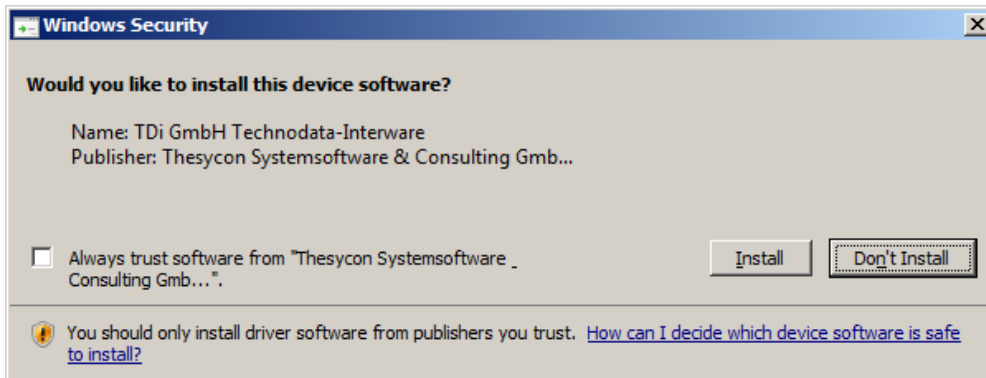 Windows Security
Would you like to install this device software?
Name: TDi GmbH Technodata-Interware
Publisher: Thesycon Systemsoftware & Consulting Gmb...
Always trust software from "Thesycon Systemsoftware _
Consulting Gmb...".
Install
Don't Install
You should only install driver software from publishers you trust. How can I decide which device software is safe
to install?